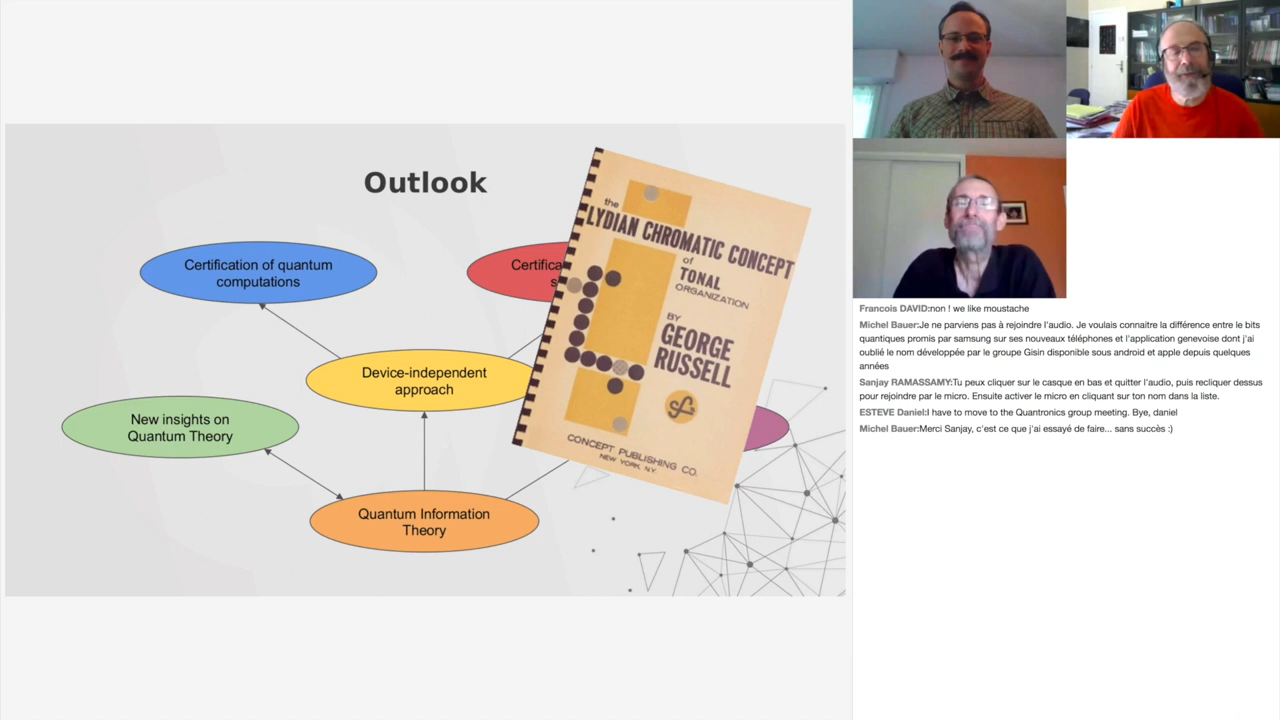 Outlook
Certification of quantum
computations
Certifica
s
Device-independent
approach
New insights on
Quantum Theory
Quantum Information
Theory
the
LYDIAN CHROMATIC CONCEPT
of
TONAL
ORGANIZATION
BY
GEORGE
RUSSELL
CONCEPT PUBLISHING CO.
NEW YORK, N.Y.
Francois DAVID:non ! we like moustache
Michel Bauer:Je ne parviens pas à rejoindre l'audio. Je voulais connaitre la différence entre le bits
quantiques promis par samsung sur ses nouveaux téléphones et l'application genevoise dont j'ai
oublié le nom développée par le groupe Gisin disponible sous android et apple depuis quelques
années
Sanjay RAMASSAMY:Tu peux cliquer sur le casque en bas et quitter l'audio, puis recliquer dessus
pour rejoindre par le micro. Ensuite activer le micro en cliquant sur ton nom dans la liste.
ESTEVE Daniel:I have to move to the Quantronics group meeting. Bye, daniel
Michel Bauer:Merci Sanjay, c'est ce que j'ai essayé de faire... sans succès :)